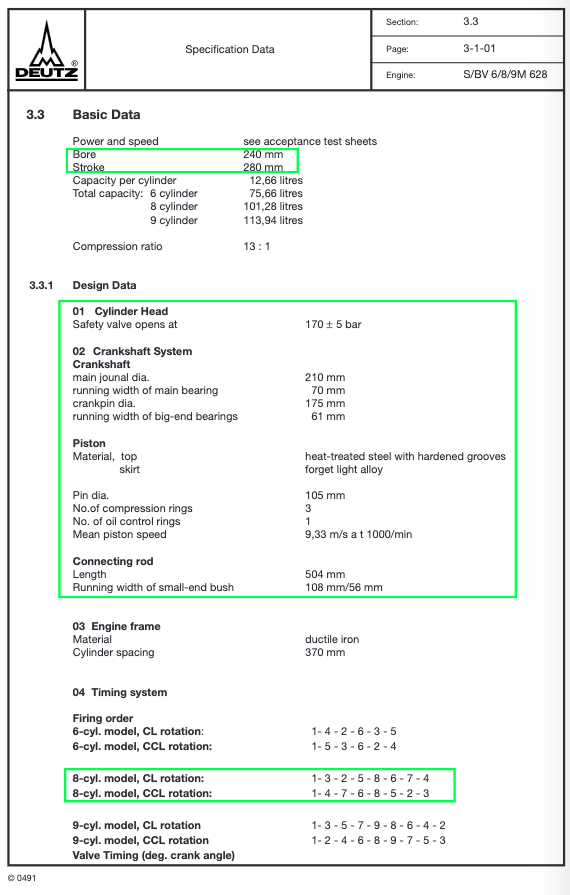 DEUTZ ®
Specification Data
Section: 3.3
Page: 3-1-01
Engine: S/BV 6/8/9M 628
3.3 Basic Data
Power and speed see acceptance test sheets
Bore 240 mm
Stroke 280 mm
Capacity per cylinder 12,66 litres
Total capacity: 6 cylinder 75,66 litres
8 cylinder 101,28 litres
9 cylinder 113,94 litres
Compression ratio 13 : 1
3.3.1 Design Data
01 Cylinder Head
Safety valve opens at 170 ± 5 bar
02 Crankshaft System
Crankshaft
main jounal dia. 210 mm
running width of main bearing 70 mm
crankpin dia. 175 mm
running width of big-end bearings 61 mm
Piston
Material, top heat-treated steel with hardened grooves
skirt forget light alloy
Pin dia. 105 mm
No.of compression rings 3
No. of oil control rings 1
Mean piston speed 9,33 m/s a t 1000/min
Connecting rod
Length 504 mm
Running width of small-end bush 108 mm/56 mm
03 Engine frame
Material ductile iron
Cylinder spacing 370 mm
04 Timing system
Firing order
6-cyl. model, CL rotation: 1- 4 - 2 - 6 - 3 - 5
6-cyl. model, CCL rotation: 1- 5 - 3 - 6 - 2 - 4
8-cyl. model, CL rotation: 1- 3 - 2 - 5 - 8 - 6 - 7 - 4
8-cyl. model, CCL rotation: 1- 4 - 7 - 6 - 8 - 5 - 2 - 3
9-cyl. model, CL rotation 1- 3 - 5 - 7 - 9 - 8 - 6 - 4 - 2
9-cyl. model, CCL rotation 1- 2 - 4 - 6 - 8 - 9 - 7 - 5 - 3
Valve Timing (deg. crank angle)
© 0491